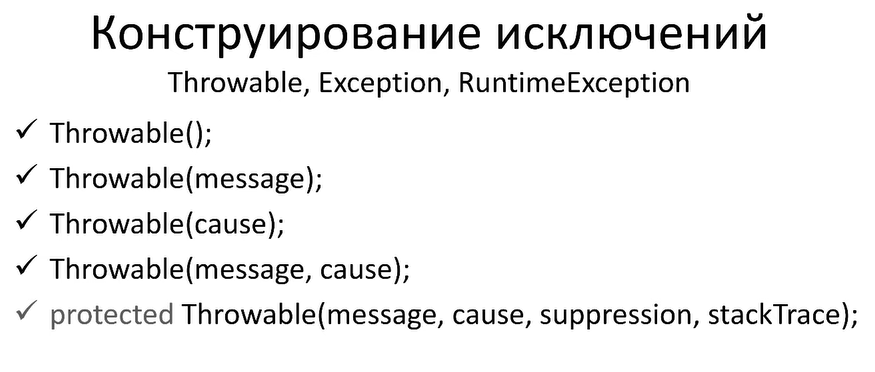 Конструирование исключений
Throwable, Exception, RuntimeException
✓ Throwable();
✓ Throwable(message);
✓ Throwable(cause);
✓ Throwable(message, cause);
✓ protected Throwable(message, cause, suppression, stackTrace);